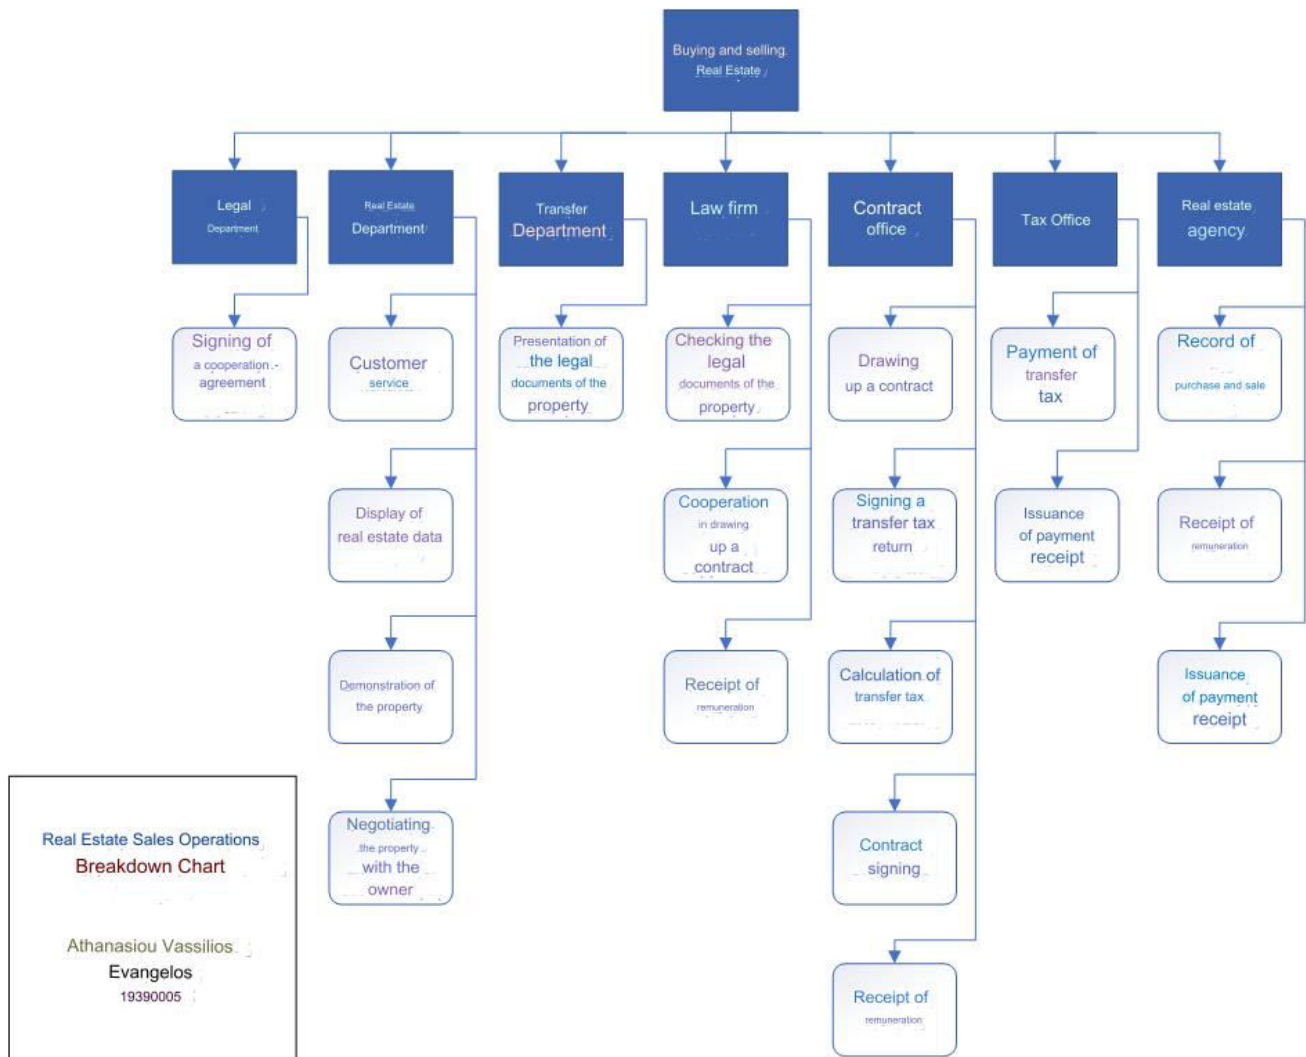 Buying and selling.
Real Estate
Legal
Department
Real Estate
Department
Transfer
Department
Law firm
Contract
office
Tax Office
Real estate
agency
Signing of
a cooperation -
agreement
Customer
service
Presentation of
the legal
documents of the
property
Checking the
legal
documents of the
property
Drawing
up a contract
Payment of
transfer
tax
Record of
purchase and sale
Display of
real estate data
Cooperation
in drawing
up a
contract
Signing a
transfer tax
return
Issuance
of payment
receipt
Receipt of
remuneration
Demonstration of
the property
Receipt of
remuneration
Calculation of
transfer tax
Issuance
of payment
receipt
Negotiating
the property
with the
owner
Contract
signing
Receipt of
remuneration
Real Estate Sales Operations
Breakdown Chart
Athanasiou Vassilios
Evangelos
19390005